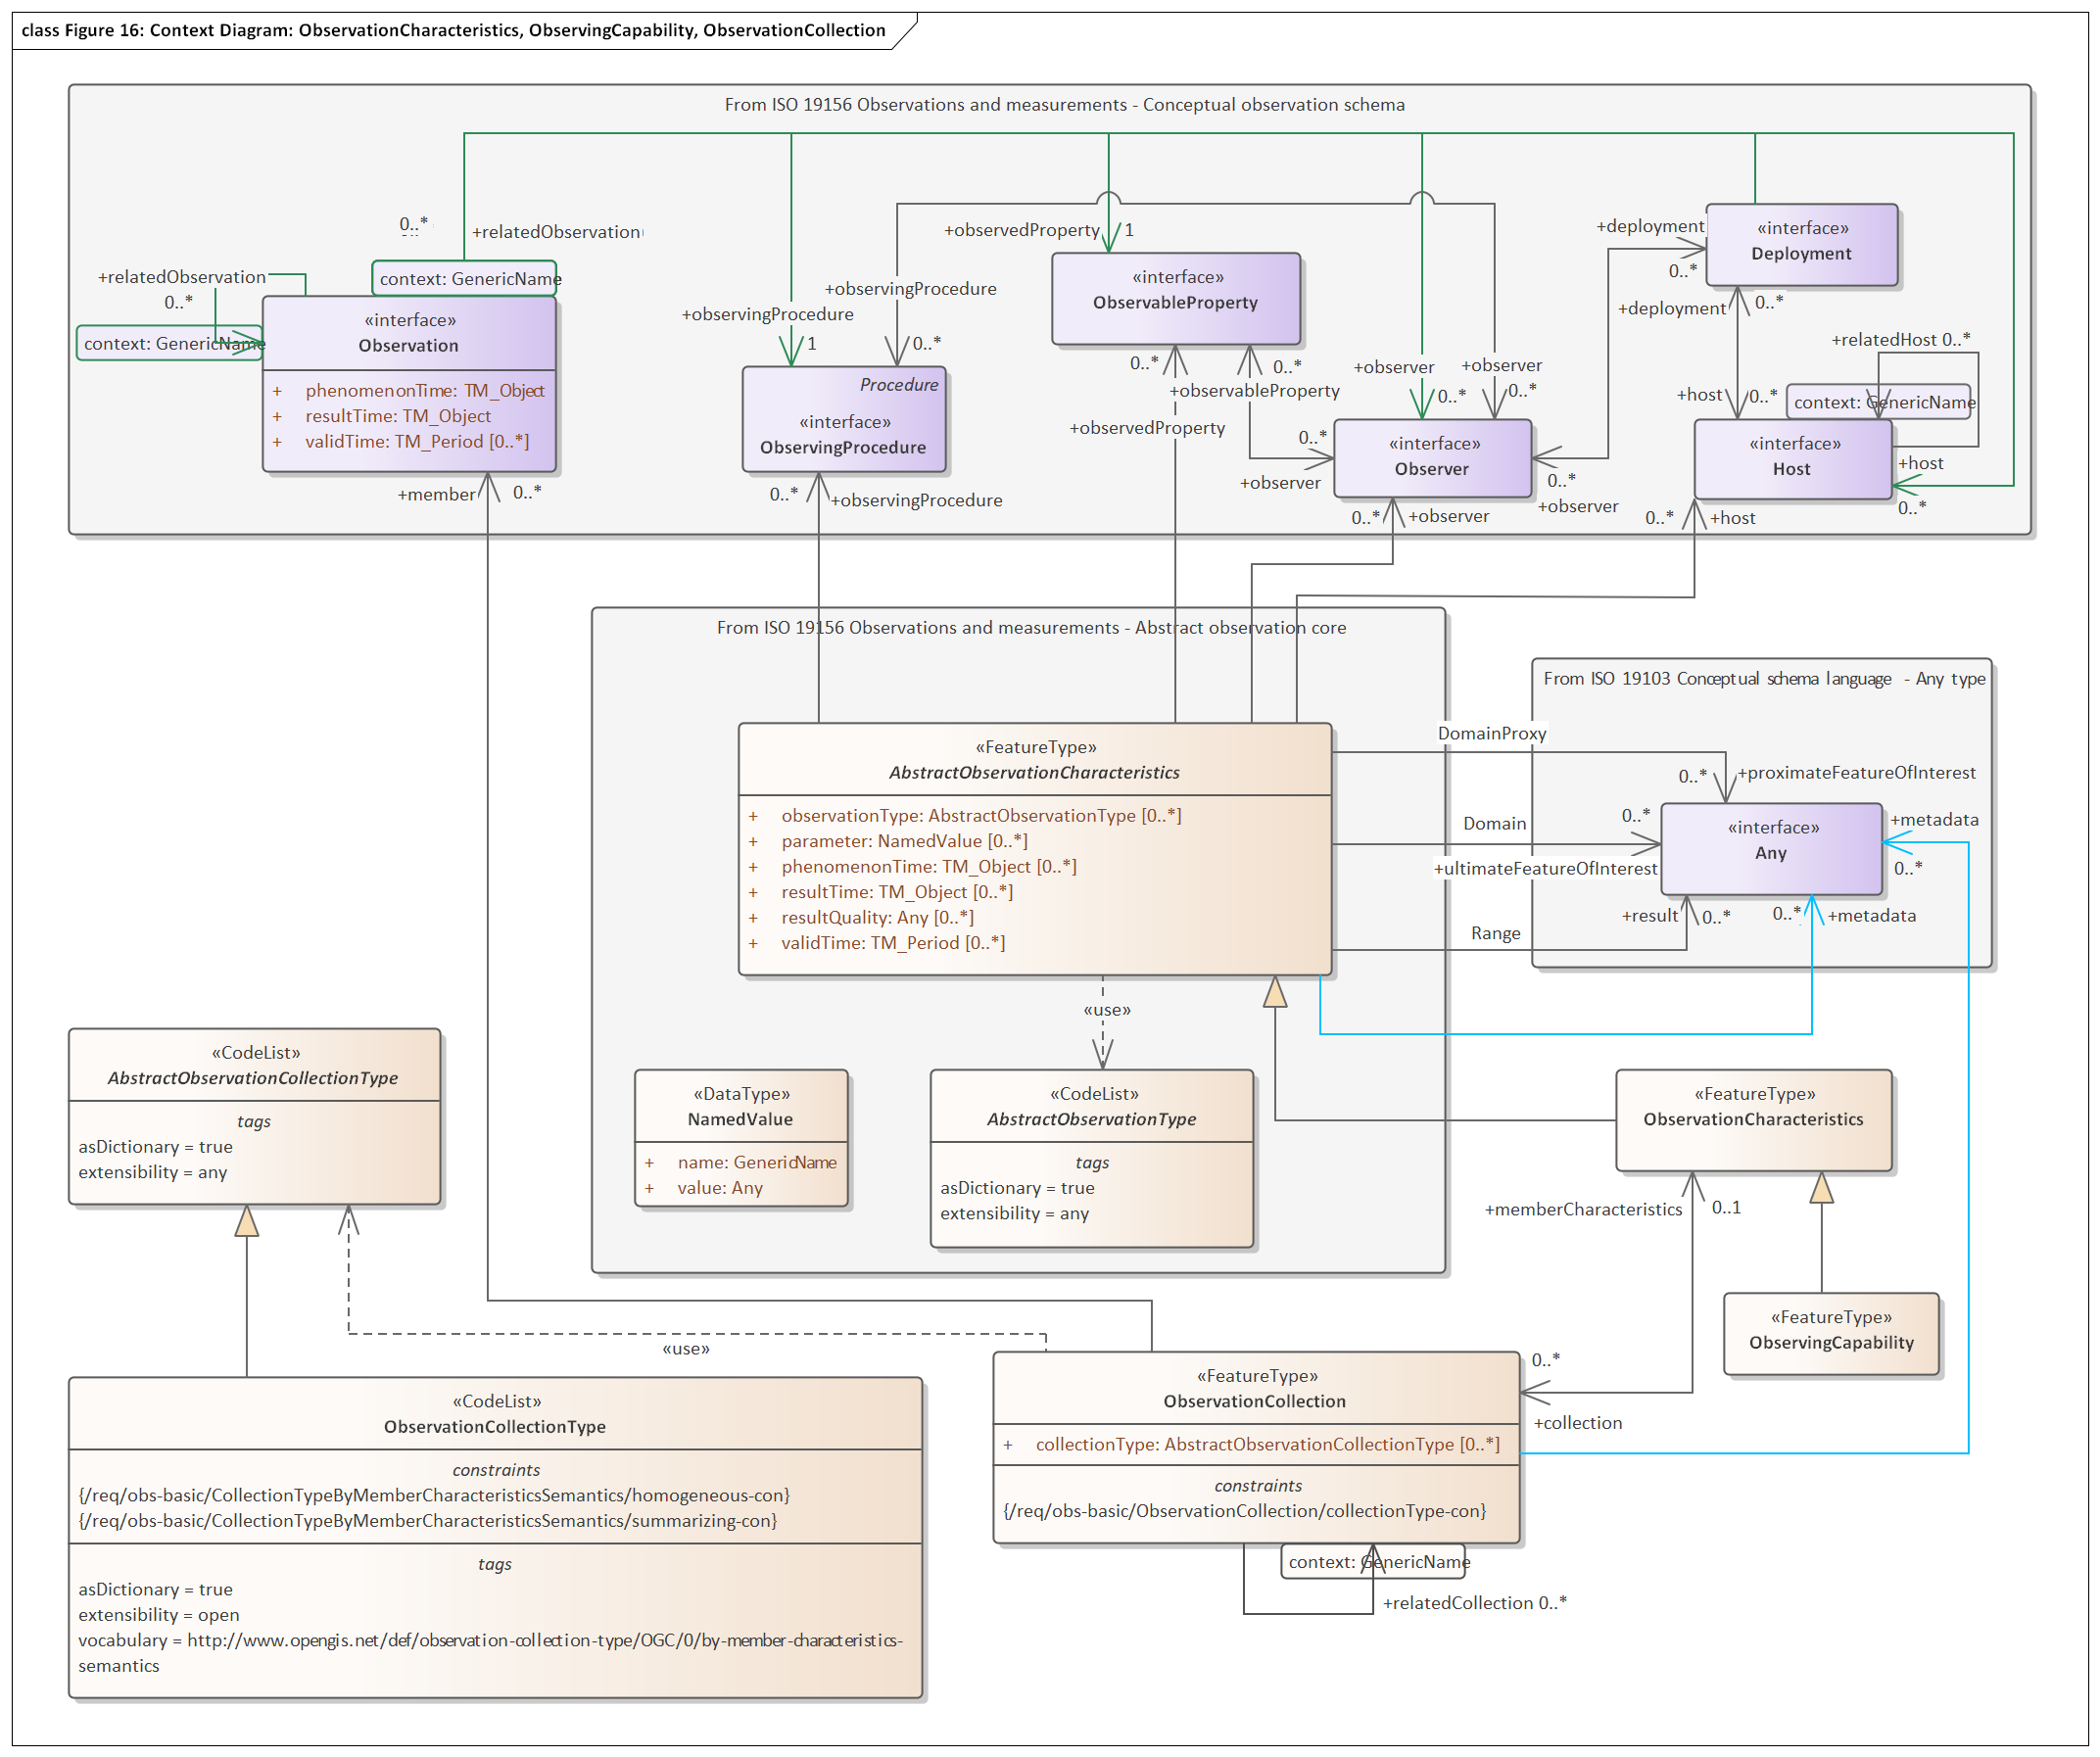 class Figure 16: Context Diagram: ObservationCharacteristics, ObservingCapability, ObservationCollection
From ISO 19156 Observations and measurements - Conceptual observation schema
0..*
+relatedObservation
context: GenericName
+relatedObservation
0..*
context: GenericName
«interface»
Observation
+ phenomenonTime: TM_Object
+ resultTime: TM_Object
+ validTime: TM_Period [0..*]
+member
0..*
+observingProcedure
1
+observingProcedure
0..*
Procedure
«interface»
ObservingProcedure
0..*
+observingProcedure
+observedProperty
1
«interface»
ObservableProperty
0..*
+observedProperty
0..*
+observableProperty
+observer
0..*
+observer
0..*
0..*
+observer
«interface»
Observer
0..*
+observer
0..*
+observer
+deployment
0..*
«interface»
Deployment
+deployment
0..*
+host
0..*
+relatedHost 0..*
context: GenericName
«interface»
Host
+host
0..*
0..*
+host
From ISO 19156 Observations and measurements - Abstract observation core
«FeatureType»
AbstractObservationCharacteristics
+ observationType: AbstractObservationType [0..*]
+ parameter: NamedValue [0..*]
+ phenomenonTime: TM_Object [0..*]
+ resultTime: TM_Object [0..*]
+ resultQuality: Any [0..*]
+ validTime: TM_Period [0..*]
«use»
«DataType»
NamedValue
+ name: GenericName
+ value: Any
«CodeList»
AbstractObservationType
tags
asDictionary = true
extensibility = any
From ISO 19103 Conceptual schema language - Any type
DomainProxy
0..*
+proximateFeatureOfInterest
Domain
0..*
+ultimateFeatureOfInterest
Range
+result
0..*
«interface»
Any
+metadata
0..*
0..*
+metadata
«CodeList»
AbstractObservationCollectionType
tags
asDictionary = true
extensibility = any
«use»
«CodeList»
ObservationCollectionType
constraints
{/req/obs-basic/CollectionTypeByMemberCharacteristicsSemantics/homogeneous-con}
{/req/obs-basic/CollectionTypeByMemberCharacteristicsSemantics/summarizing-con}
tags
asDictionary = true
extensibility = open
vocabulary = http://www.opengis.net/def/observation-collection-type/OGC/0/by-member-characteristics-
semantics
«FeatureType»
ObservationCharacteristics
+memberCharacteristics
0..1
«FeatureType»
ObservingCapability
«FeatureType»
ObservationCollection
+ collectionType: AbstractObservationCollectionType [0..*]
constraints
{/req/obs-basic/ObservationCollection/collectionType-con}
0..*
+collection
context: GenericName
+relatedCollection 0..*